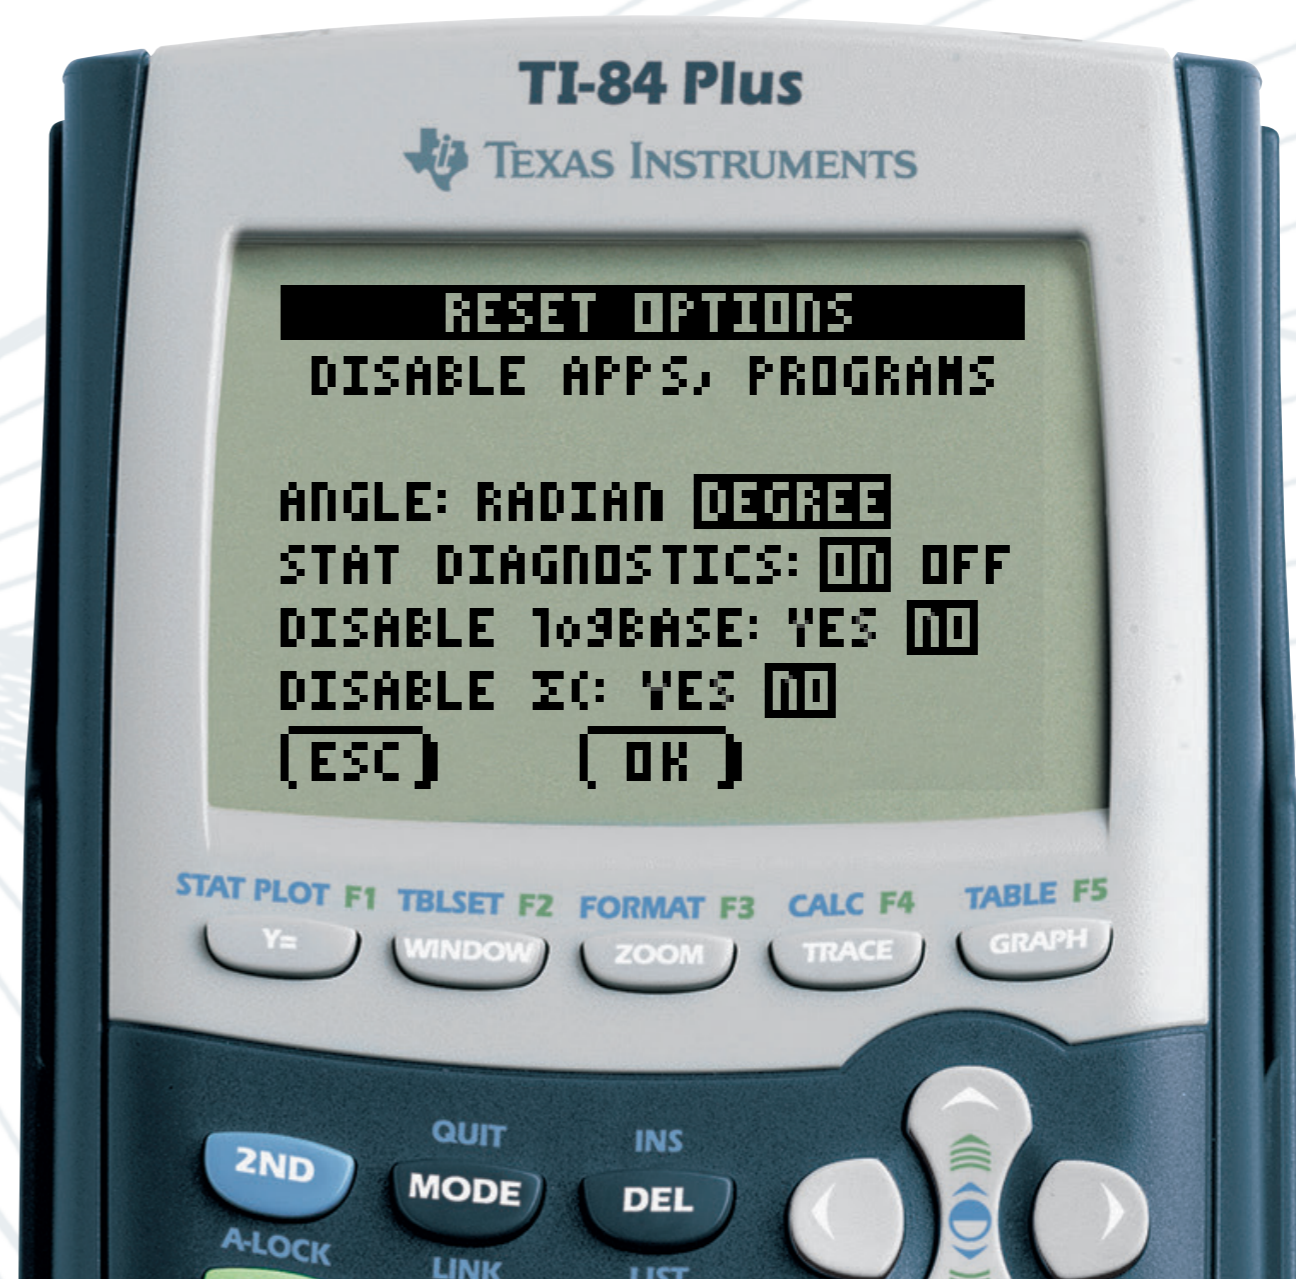 TI-84 Plus
TEXAS INSTRUMENTS
RESET OPTIONS
DISABLE APPS, PROGRAMS
ANGLE: RADIAN DEGREE
STAT DIAGNOSTICS: ON OFF
DISABLE logBASE: YES NO
DISABLE ΣC: YES NO
ESC OK
STAT PLOT F1 TBLSET F2 FORMAT F3 CALC F4 TABLE F5
Y= WINDOW ZOOM TRACE GRAPH
QUIT INS
2ND MODE DEL
A-LOCK LINK LIST